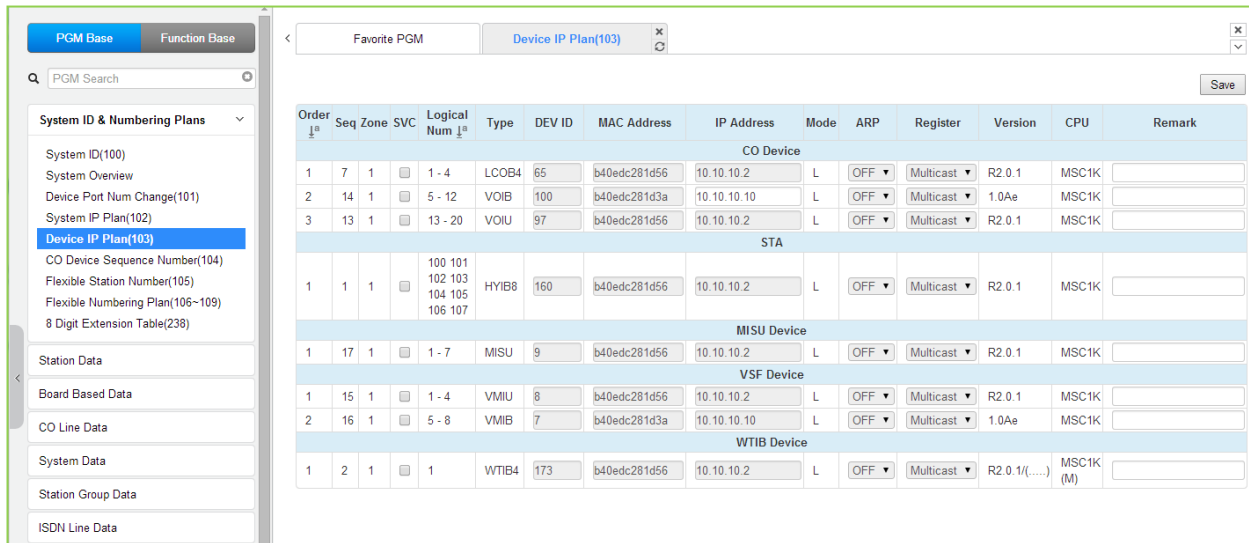 PGM Base Function Base
PGM Search
System ID & Numbering Plans
System ID(100)
System Overview
Device Port Num Change(101)
System IP Plan(102)
Device IP Plan(103)
CO Device Sequence Number(104)
Flexible Station Number(105)
Flexible Numbering Plan(106~109)
8 Digit Extension Table(238)
Station Data
Board Based Data
CO Line Data
System Data
Station Group Data
ISDN Line Data
Favorite PGM Device IP Plan(103)
Save
Order Seq Zone SVC Logical Num Type DEV ID MAC Address IP Address Mode ARP Register Version CPU Remark
CO Device
1 7 1 1 - 4 LCOB4 65 b40edc281d56 10.10.10.2 L OFF Multicast R2.0.1 MSC1K
2 14 1 5 - 12 VOIB 100 b40edc281d3a 10.10.10.10 L OFF Multicast 1.0Ae MSC1K
3 13 1 13 - 20 VOIU 97 b40edc281d56 10.10.10.2 L OFF Multicast R2.0.1 MSC1K
STA
100 101
102 103
1 1 1 104 105 HYIB8 160 b40edc281d56 10.10.10.2 L OFF Multicast R2.0.1 MSC1K
106 107
MISU Device
1 17 1 1 - 7 MISU 9 b40edc281d56 10.10.10.2 L OFF Multicast R2.0.1 MSC1K
VSF Device
1 15 1 1 - 4 VMIU 8 b40edc281d56 10.10.10.2 L OFF Multicast R2.0.1 MSC1K
2 16 1 5 - 8 VMIB 7 b40edc281d3a 10.10.10.10 L OFF Multicast 1.0Ae MSC1K
WTIB Device
1 2 1 1 WTIB4 173 b40edc281d56 10.10.10.2 L OFF Multicast R2.0.1/(.....) MSC1K (M)